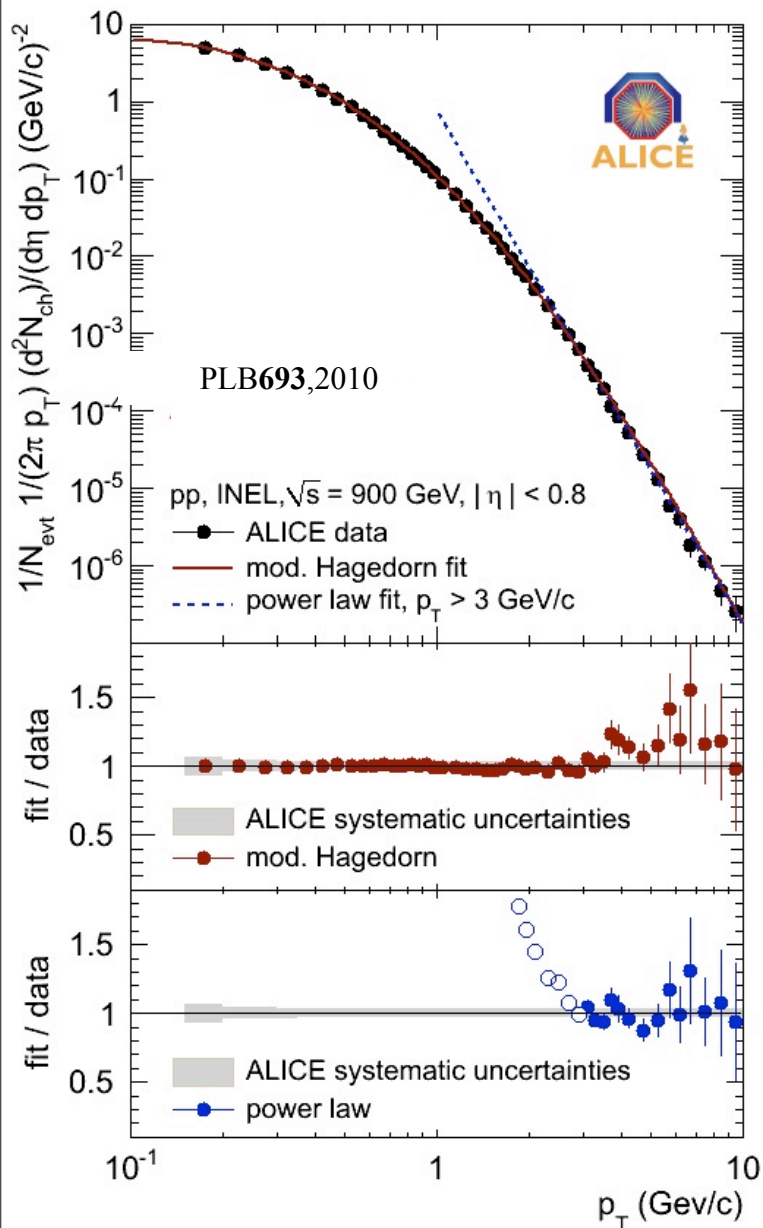 10
1
10⁻¹
10⁻²
10⁻³
10⁻⁴
10⁻⁵
10⁻⁶
1/N_evt 1/(2π p_T) (d²N_ch)/(dη dp_T) (GeV/c)⁻²
ALICE
PLB693,2010
pp, INEL,√s = 900 GeV, | η | < 0.8
ALICE data
mod. Hagedorn fit
power law fit, p_T > 3 GeV/c
fit / data
1.5
1
0.5
ALICE systematic uncertainties
mod. Hagedorn
fit / data
1.5
1
0.5
ALICE systematic uncertainties
power law
10⁻¹ 1 10
p_T (Gev/c)